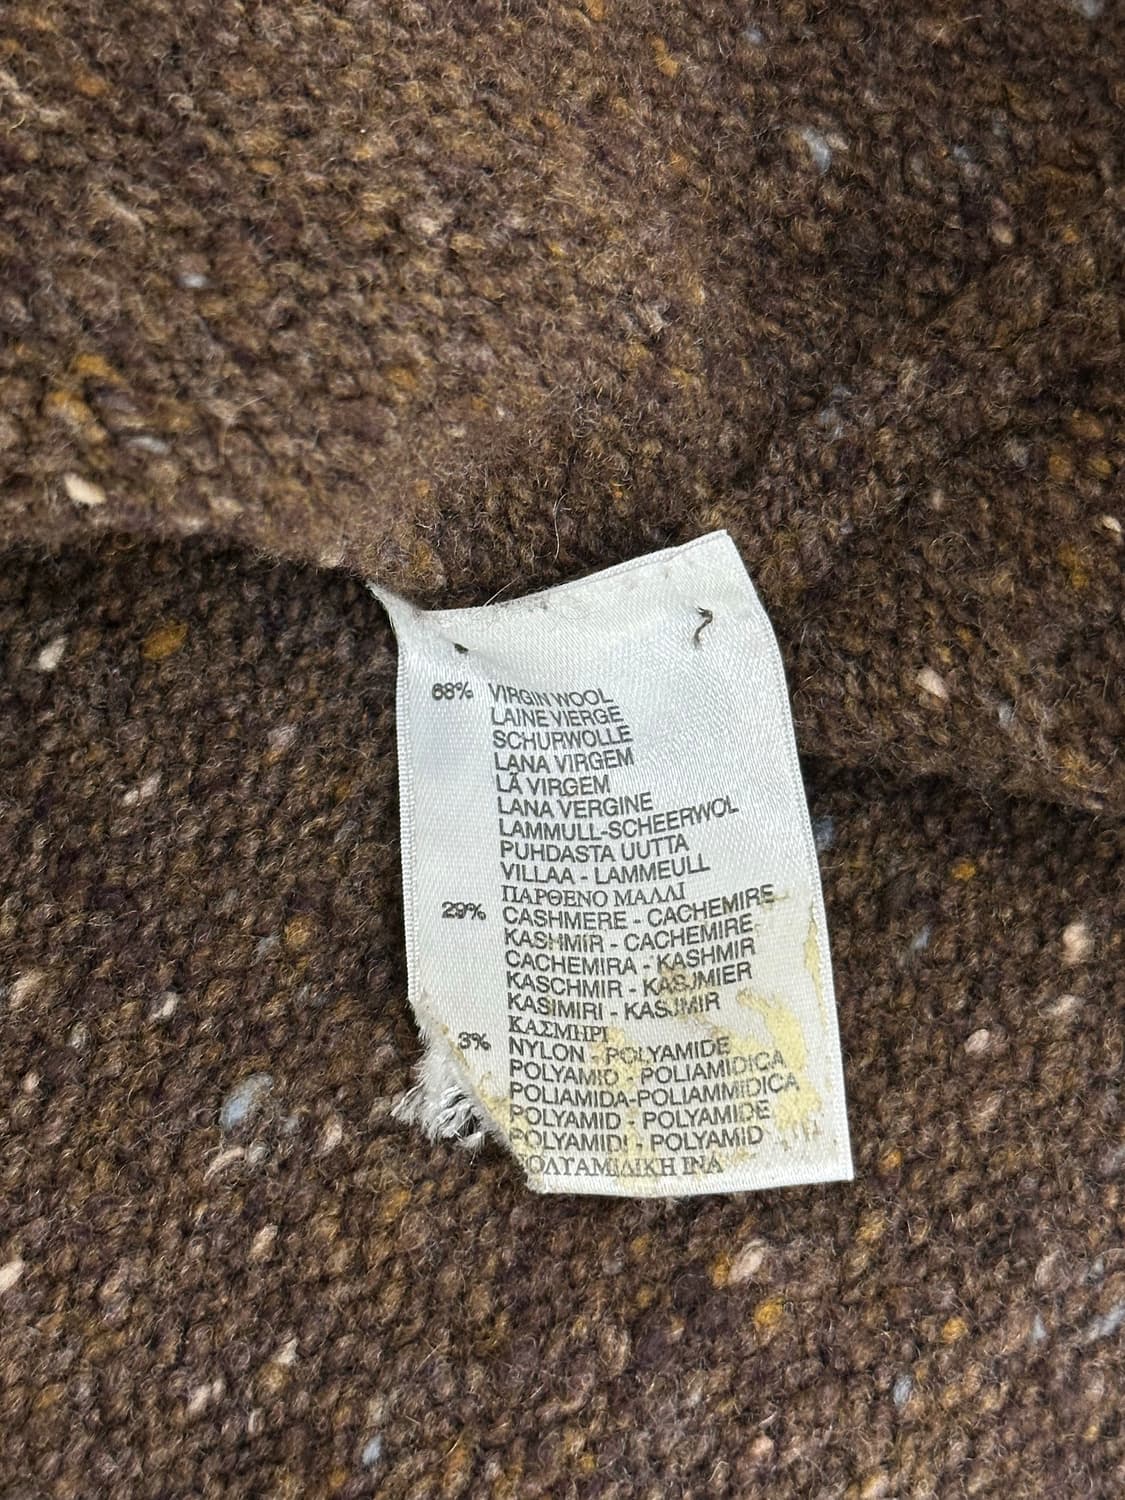 68% VIRGIN WOOL
LAINE VIERGE
SCHURWOLLE
LANA VIRGEM
LÃ VIRGEM
LANA VERGINE
LAMMULL-SCHEERWOL
PUHDASTA UUTTA
VILLAA - LAMMEULL
ΠΑΡΘΕΝΟ ΜΑΛΛΙ
29% CASHMERE - CACHEMIRE
KASHMIR - CACHEMIRE
CACHEMIRA - KASHMIR
KASCHMIR - KASJMIER
KASIMIRI - KASJMIR
ΚΑΣΜΗΡΙ
3% NYLON - POLYAMIDE
POLYAMID - POLIAMIDICA
POLIAMIDA-POLIAMMIDICA
POLYAMID - POLYAMIDE
POLYAMIDI - POLYAMID
ΟΛΥΑΜΙΔΙΚΗ ΙΝΑ